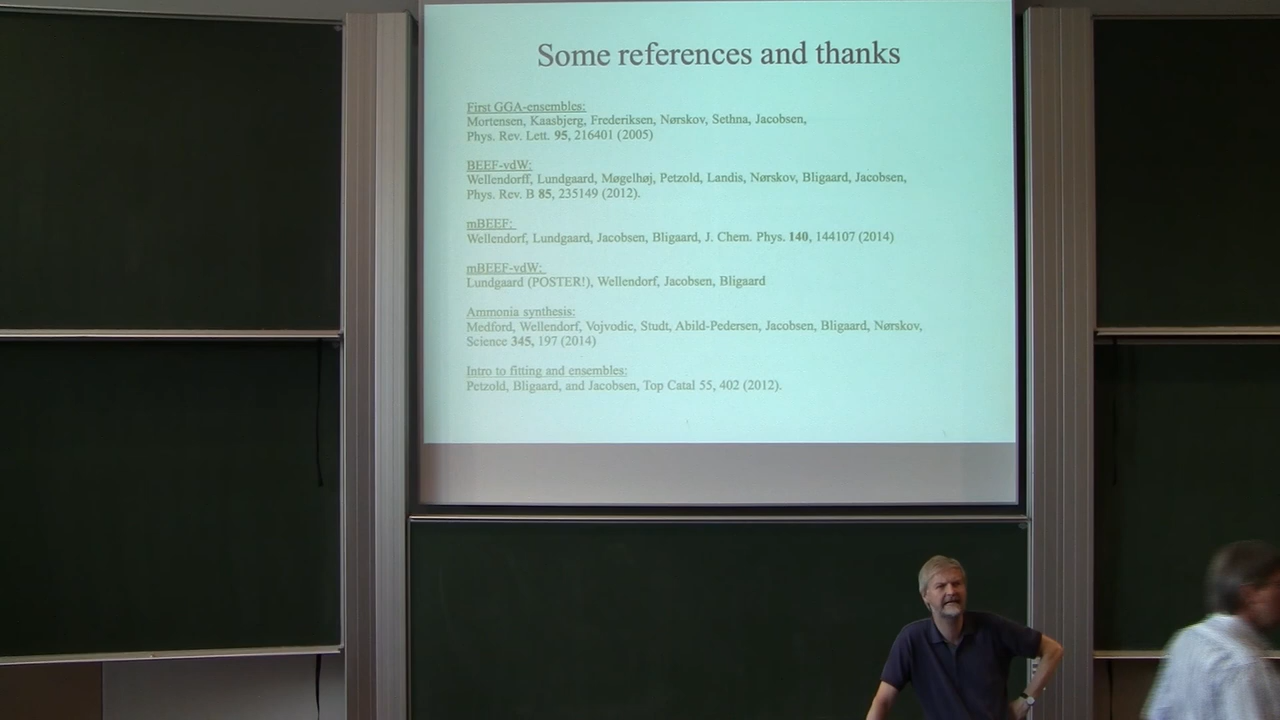 Some references and thanks
First GGA-ensembles:
Mortensen, Kaasbjerg, Frederiksen, Nørskov, Sethna, Jacobsen,
Phys. Rev. Lett. 95, 216401 (2005)
BEEF-vdW:
Wellendorff, Lundgaard, Møgelhøj, Petzold, Landis, Nørskov, Bligaard, Jacobsen,
Phys. Rev. B 85, 235149 (2012).
mBEEF:
Wellendorf, Lundgaard, Jacobsen, Bligaard, J. Chem. Phys. 140, 144107 (2014)
mBEEF-vdW:
Lundgaard (POSTER!), Wellendorf, Jacobsen, Bligaard
Ammonia synthesis:
Medford, Wellendorf, Vojvodic, Studt, Abild-Pedersen, Jacobsen, Bligaard, Nørskov,
Science 345, 197 (2014)
Intro to fitting and ensembles:
Petzold, Bligaard, and Jacobsen, Top Catal 55, 402 (2012).